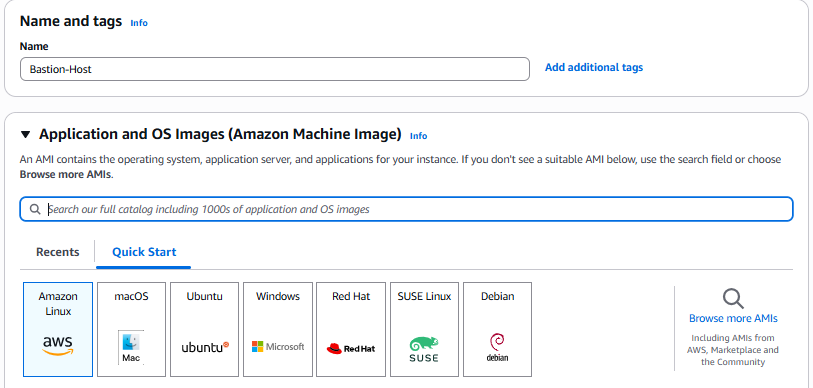 Name and tags Info
Name
Bastion-Host
Add additional tags
Application and OS Images (Amazon Machine Image) Info
An AMI contains the operating system, application server, and applications for your instance. If you don't see a suitable AMI below, use the search field or choose
Browse more AMIs.
Search our full catalog including 1000s of application and OS images
Recents
Quick Start
Amazon
Linux
aws
macOS
Mac
Ubuntu
ubuntu
Windows
Microsoft
Red Hat
Red Hat
SUSE Linux
SUSE
Debian
debian
Browse more AMIs
Including AMIs from
AWS, Marketplace and
the Community